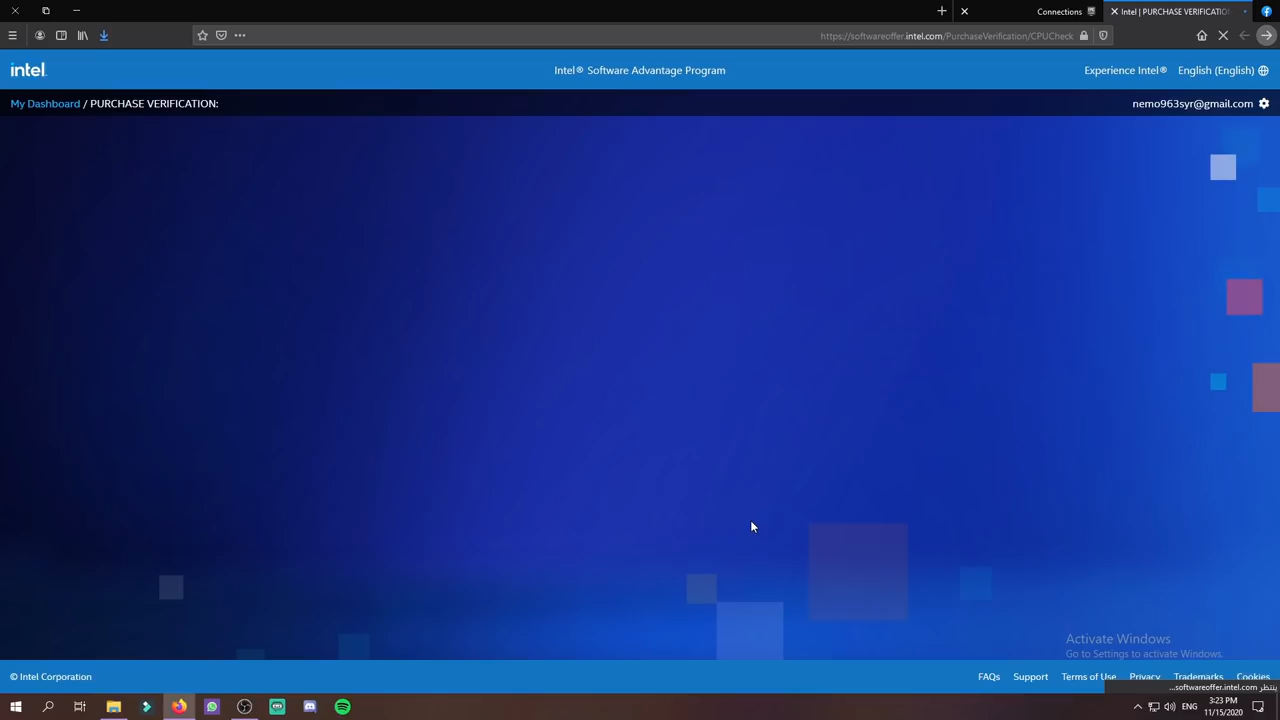 Connections
Intel | PURCHASE VERIFICATIO
https://softwareoffer.intel.com/PurchaseVerification/CPUCheck
intel.
Intel® Software Advantage Program
Experience Intel®
English (English)
My Dashboard / PURCHASE VERIFICATION:
nemo963syr@gmail.com
Activate Windows
Go to Settings to activate Windows.
© Intel Corporation
FAQs
Support
Terms of Use
Privacy
Trademarks
Cookies
ينتظر softwareoffer.intel.com...
ENG
3:23 PM
11/15/2020